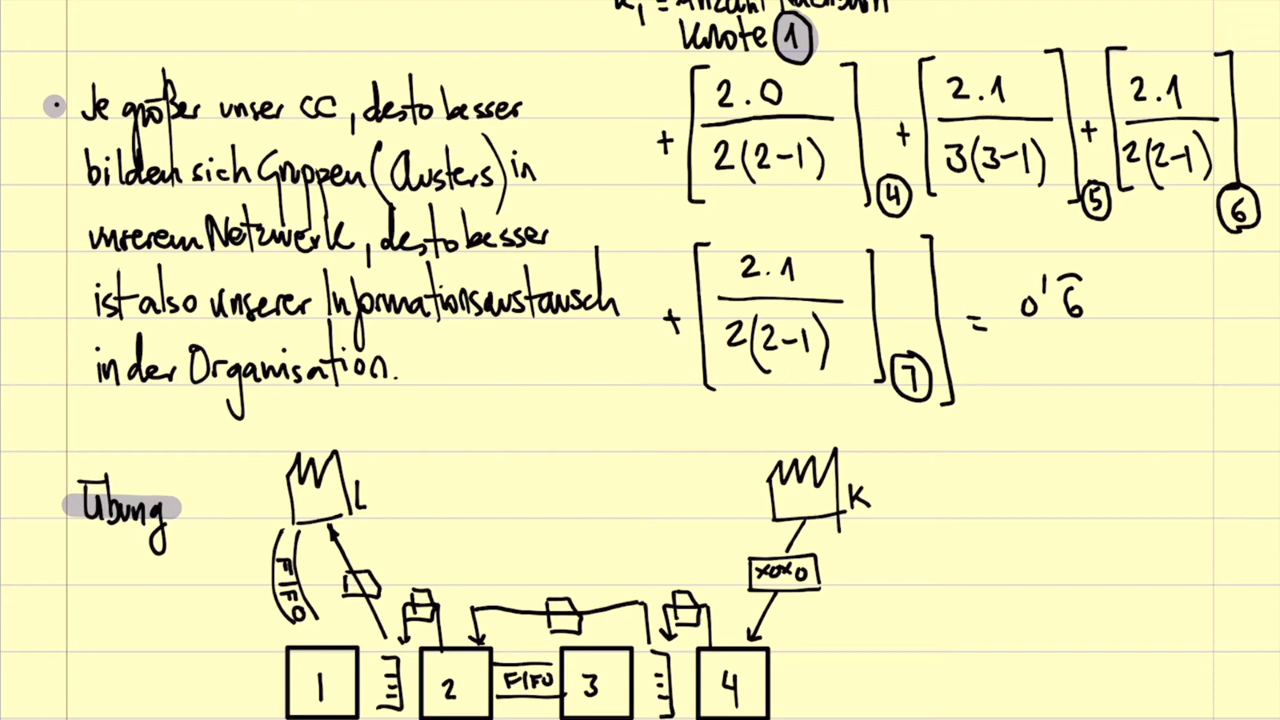 Knote 1
• Je größer unser CC, desto besser
bilden sich Gruppen (Clusters) in
unserem Netzwerk, desto besser
ist also unserer Informationsaustausch
in der Organisation.
+ [ 2.0 / 2(2-1) ] 4 + [ 2.1 / 3(3-1) ] 5 + [ 2.1 / 2(2-1) ] 6
+ [ 2.1 / 2(2-1) ] 7 ] = 0'6̄
Übung
L
K
FIFO
XOXO
1
2
FIFO
3
4